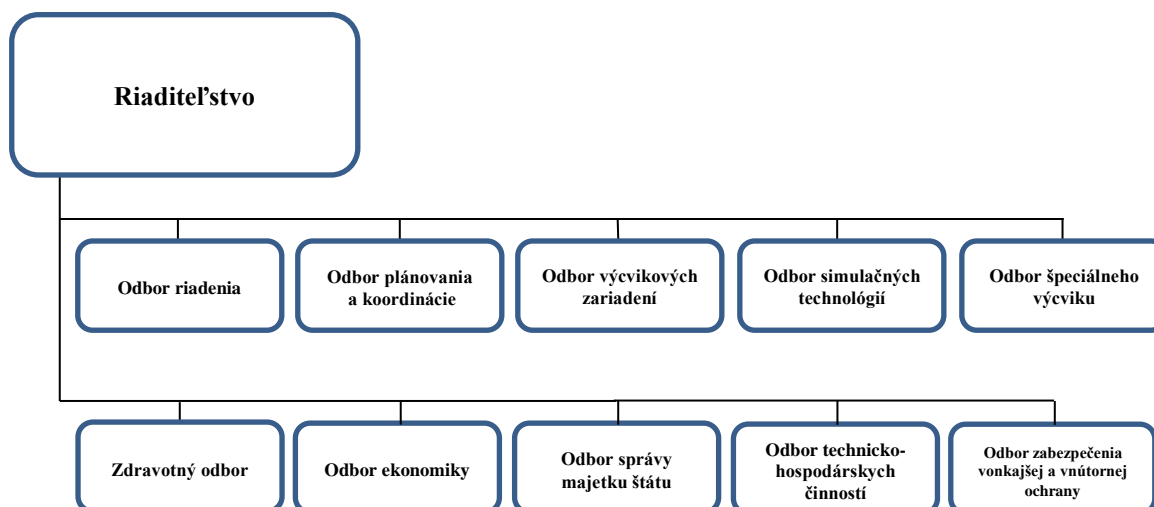 Riaditeľstvo
Odbor riadenia
Odbor plánovania
a koordinácie
Odbor výcvikových
zariadení
Odbor simulačných
technológií
Odbor špeciálneho
výcviku
Zdravotný odbor
Odbor ekonomiky
Odbor správy
majetku štátu
Odbor technicko-
hospodárskych
činností
Odbor zabezpečenia
vonkajšej a vnútornej
ochrany